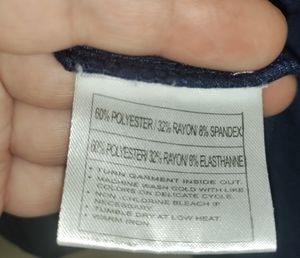 60% POLYESTER / 32% RAYON/ 8% SPANDEX
60% POLYESTER/ 32% RAYON/ 8% ELASTHANNE
• TURN GARMENT INSIDE OUT
• MACHINE WASH COLD WITH LIKE
COLORS ON DELICATE CYCLE.
• NON -CHLORINE BLEACH IF
NECESSARY
• TUMBLE DRY AT LOW HEAT.
• WARM IRON.